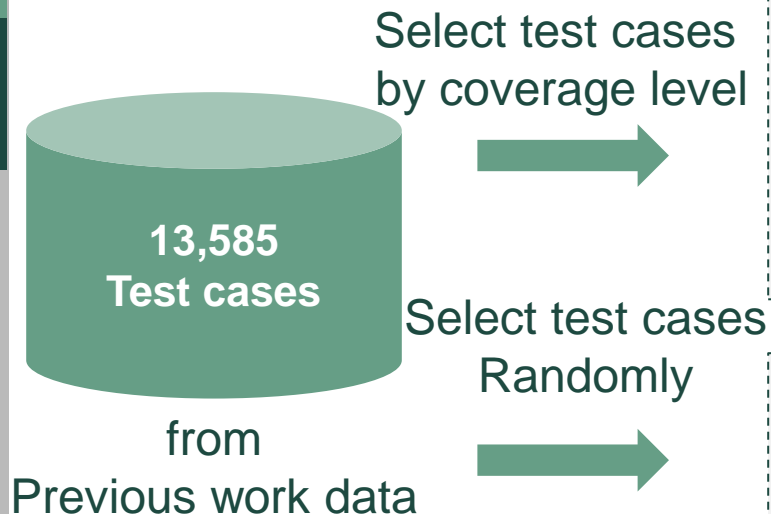 Select test cases
by coverage level
13,585
Test cases
Select test cases
Randomly
from
Previous work data